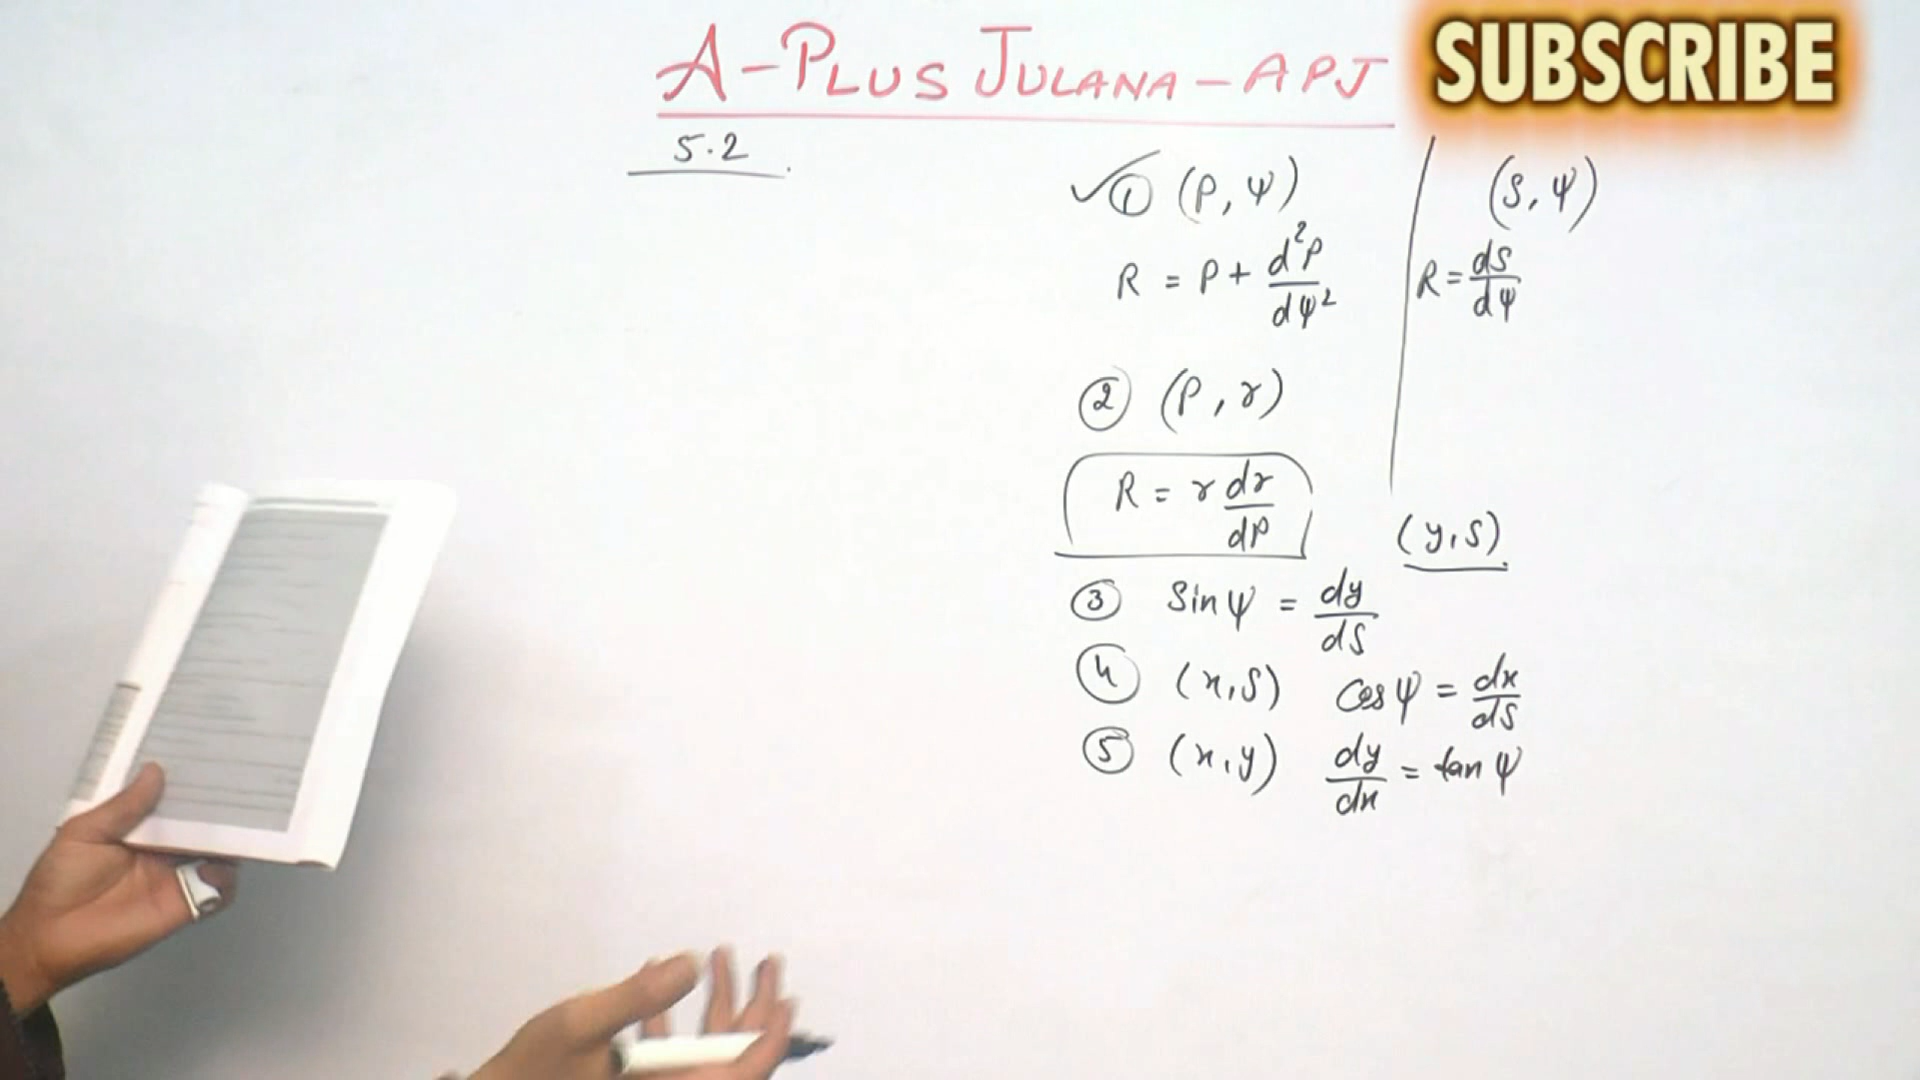 A-PLUS JULANA-APJ
SUBSCRIBE
5.2
① (P, ψ)
R = P + d²P/dψ²
(S, ψ)
R = dS/dψ
② (P, r)
R = r dr/dP
(y, S)
③ Sin ψ = dy/dS
④ (x, S) Cos ψ = dx/dS
⑤ (x, y) dy/dx = tan ψ